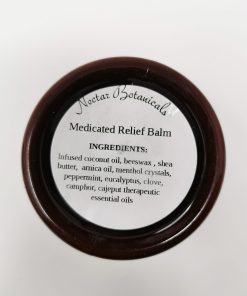 Nectar Botanicals
Medicated Relief Balm
INGREDIENTS:
Infused coconut oil, beeswax , shea
butter, arnica oil, menthol crystals,
peppermint, eucalyptus, clove,
camphor, cajeput therapeutic
essential oils